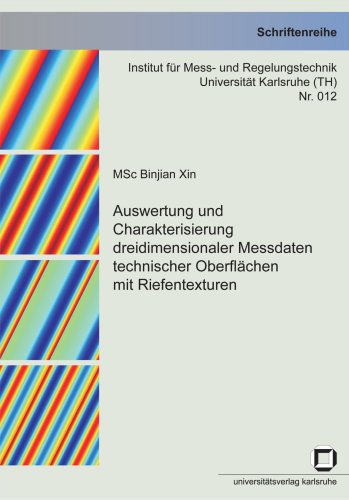 Schriftenreihe
Institut für Mess- und Regelungstechnik
Universität Karlsruhe (TH)
Nr. 012
MSc Binjian Xin
Auswertung und
Charakterisierung
dreidimensionaler Messdaten
technischer Oberflächen
mit Riefentexturen
universitätsverlag karlsruhe